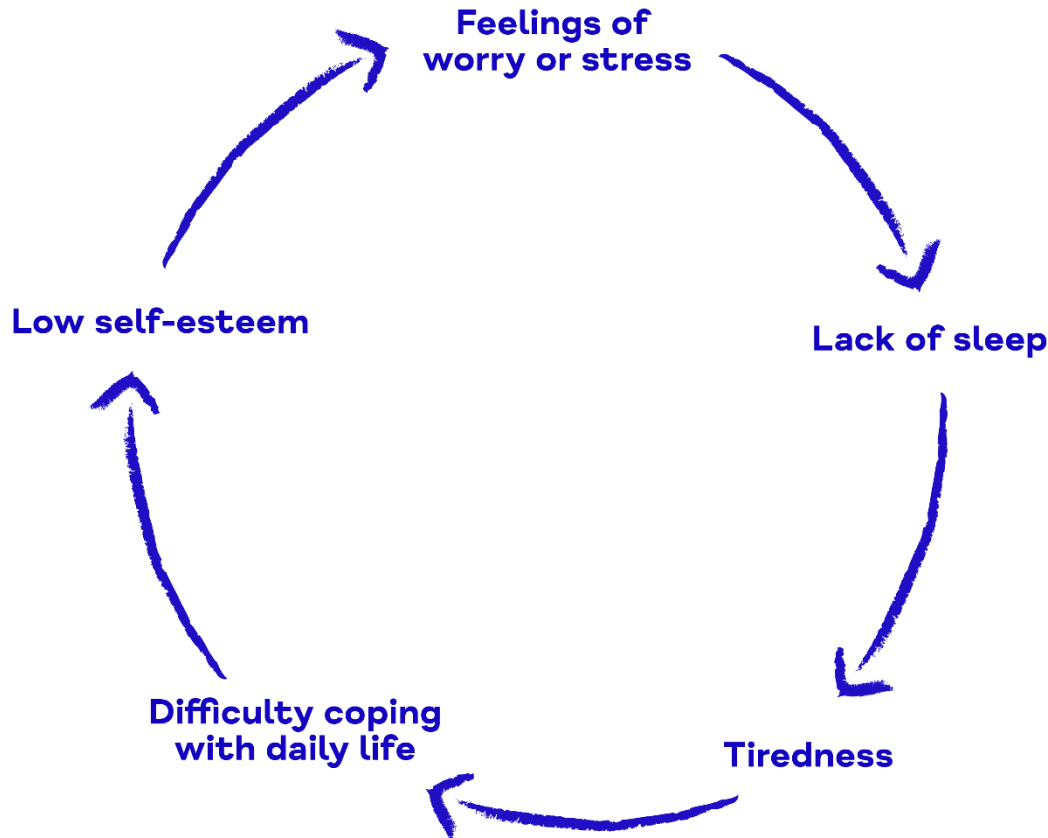 Feelings of
worry or stress
Lack of sleep
Tiredness
Difficulty coping
with daily life
Low self-esteem